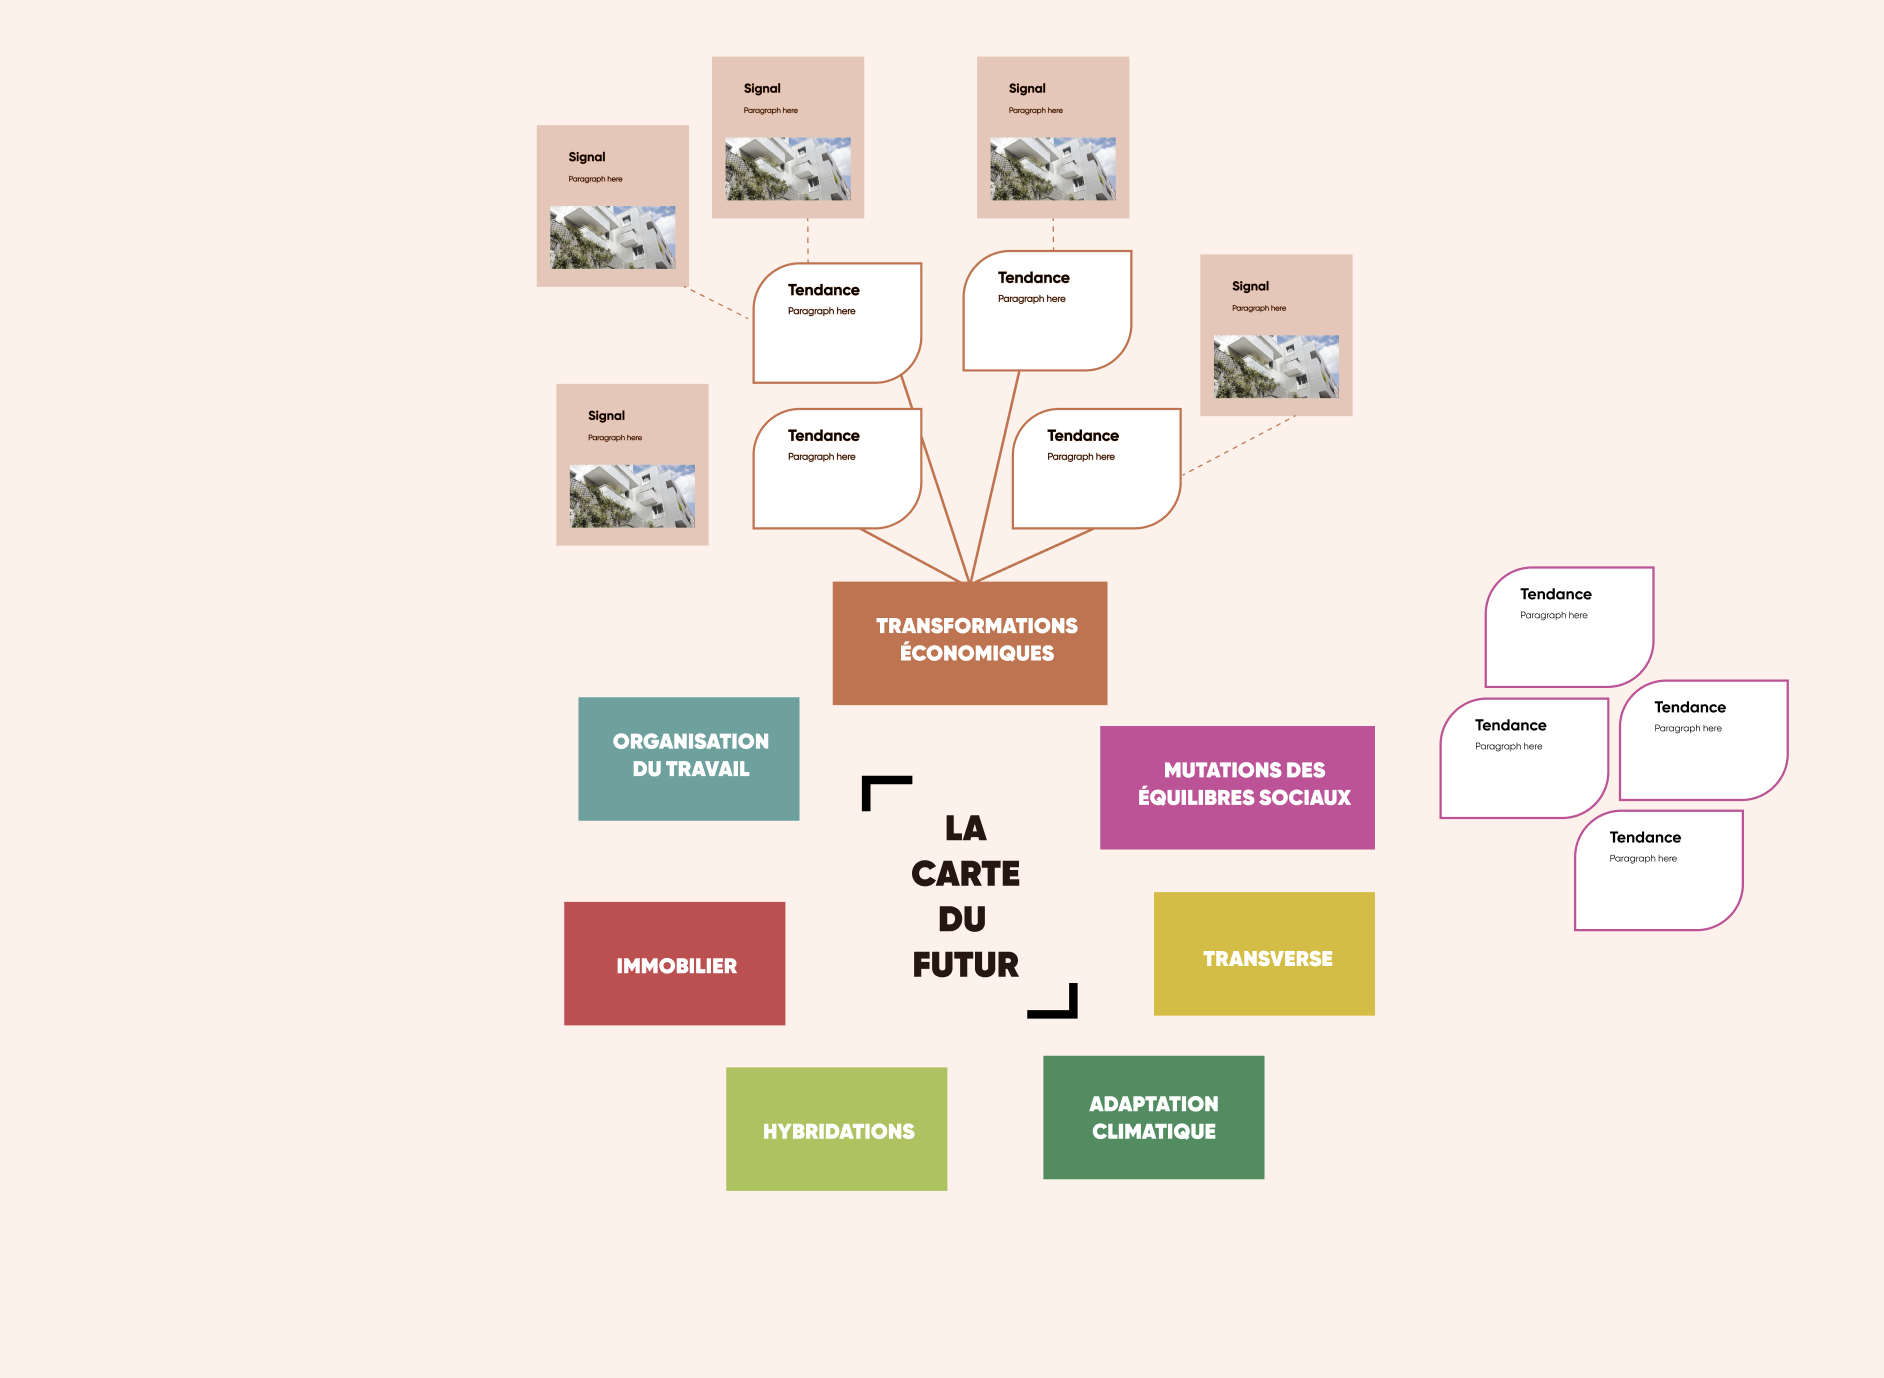 Signal
Paragraph here
Signal
Paragraph here
Signal
Paragraph here
Tendance
Paragraph here
Tendance
Paragraph here
Signal
Paragraph here
Signal
Paragraph here
Tendance
Paragraph here
Tendance
Paragraph here
TRANSFORMATIONS
ÉCONOMIQUES
Tendance
Paragraph here
Tendance
Paragraph here
Tendance
Paragraph here
Tendance
Paragraph here
ORGANISATION
DU TRAVAIL
MUTATIONS DES
ÉQUILIBRES SOCIAUX
LA
CARTE
DU
FUTUR
IMMOBILIER
TRANSVERSE
HYBRIDATIONS
ADAPTATION
CLIMATIQUE